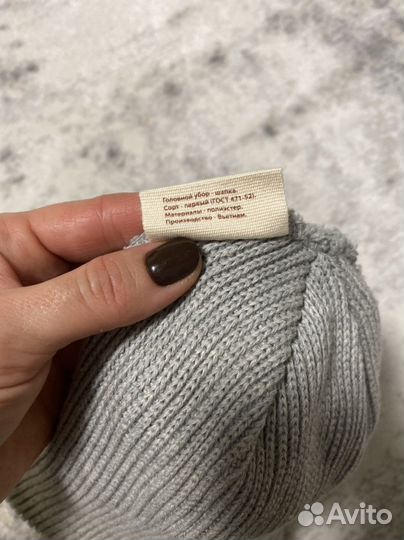 Головной убор - шапка.
Сорт - первый (ГОСТ 471-52).
Материалы - полиэстер.
Производство - Вьетнам.
Avito